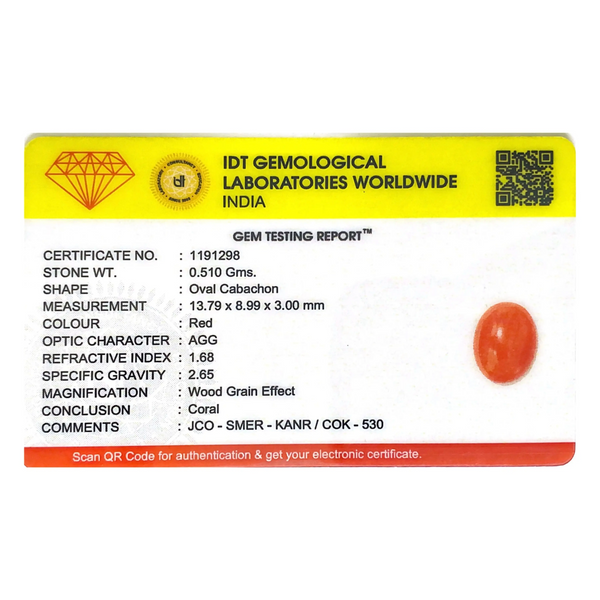 IDT GEMOLOGICAL
LABORATORIES WORLDWIDE
INDIA
GEM TESTING REPORT™
CERTIFICATE NO. : 1191298
STONE WT. : 0.510 Gms.
SHAPE : Oval Cabachon
MEASUREMENT : 13.79 x 8.99 x 3.00 mm
COLOUR : Red
OPTIC CHARACTER : AGG
REFRACTIVE INDEX : 1.68
SPECIFIC GRAVITY : 2.65
MAGNIFICATION : Wood Grain Effect
CONCLUSION : Coral
COMMENTS : JCO - SMER - KANR / COK - 530
Scan QR Code for authentication & get your electronic certificate.